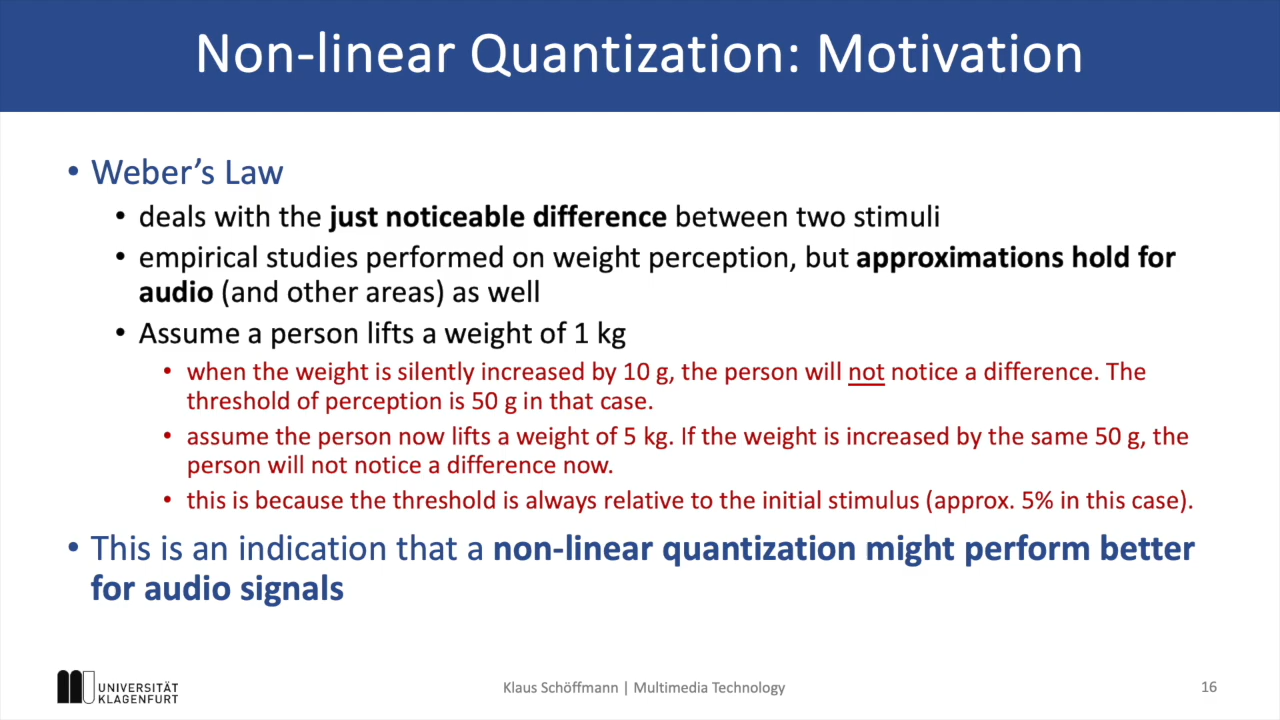 Non-linear Quantization: Motivation
• Weber’s Law
• deals with the just noticeable difference between two stimuli
• empirical studies performed on weight perception, but approximations hold for
audio (and other areas) as well
• Assume a person lifts a weight of 1 kg
• when the weight is silently increased by 10 g, the person will not notice a difference. The
threshold of perception is 50 g in that case.
• assume the person now lifts a weight of 5 kg. If the weight is increased by the same 50 g, the
person will not notice a difference now.
• this is because the threshold is always relative to the initial stimulus (approx. 5% in this case).
• This is an indication that a non-linear quantization might perform better
for audio signals
UNIVERSITÄT
KLAGENFURT
Klaus Schöffmann | Multimedia Technology
16